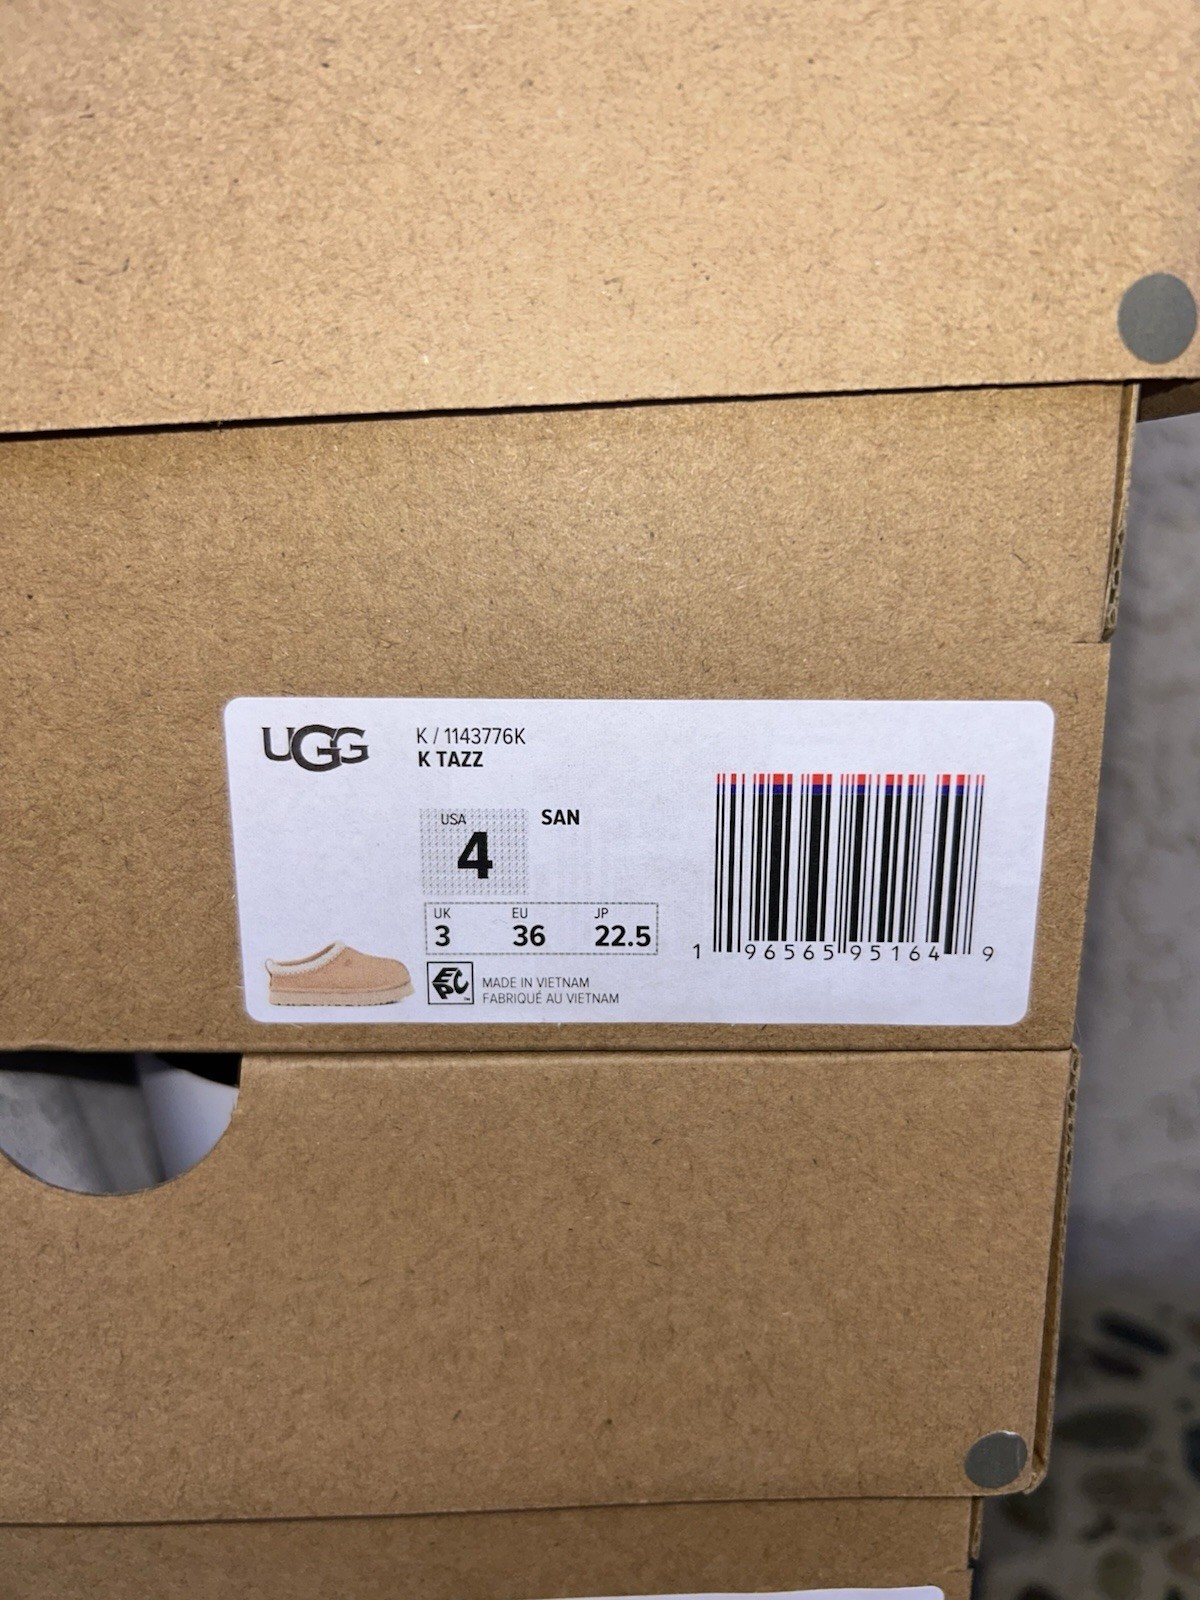 UGG
K / 1143776K
K TAZZ
USA
4
SAN
UK EU JP
3 36 22.5
EPC
MADE IN VIETNAM
FABRIQUÉ AU VIETNAM
1 96565 95164 9